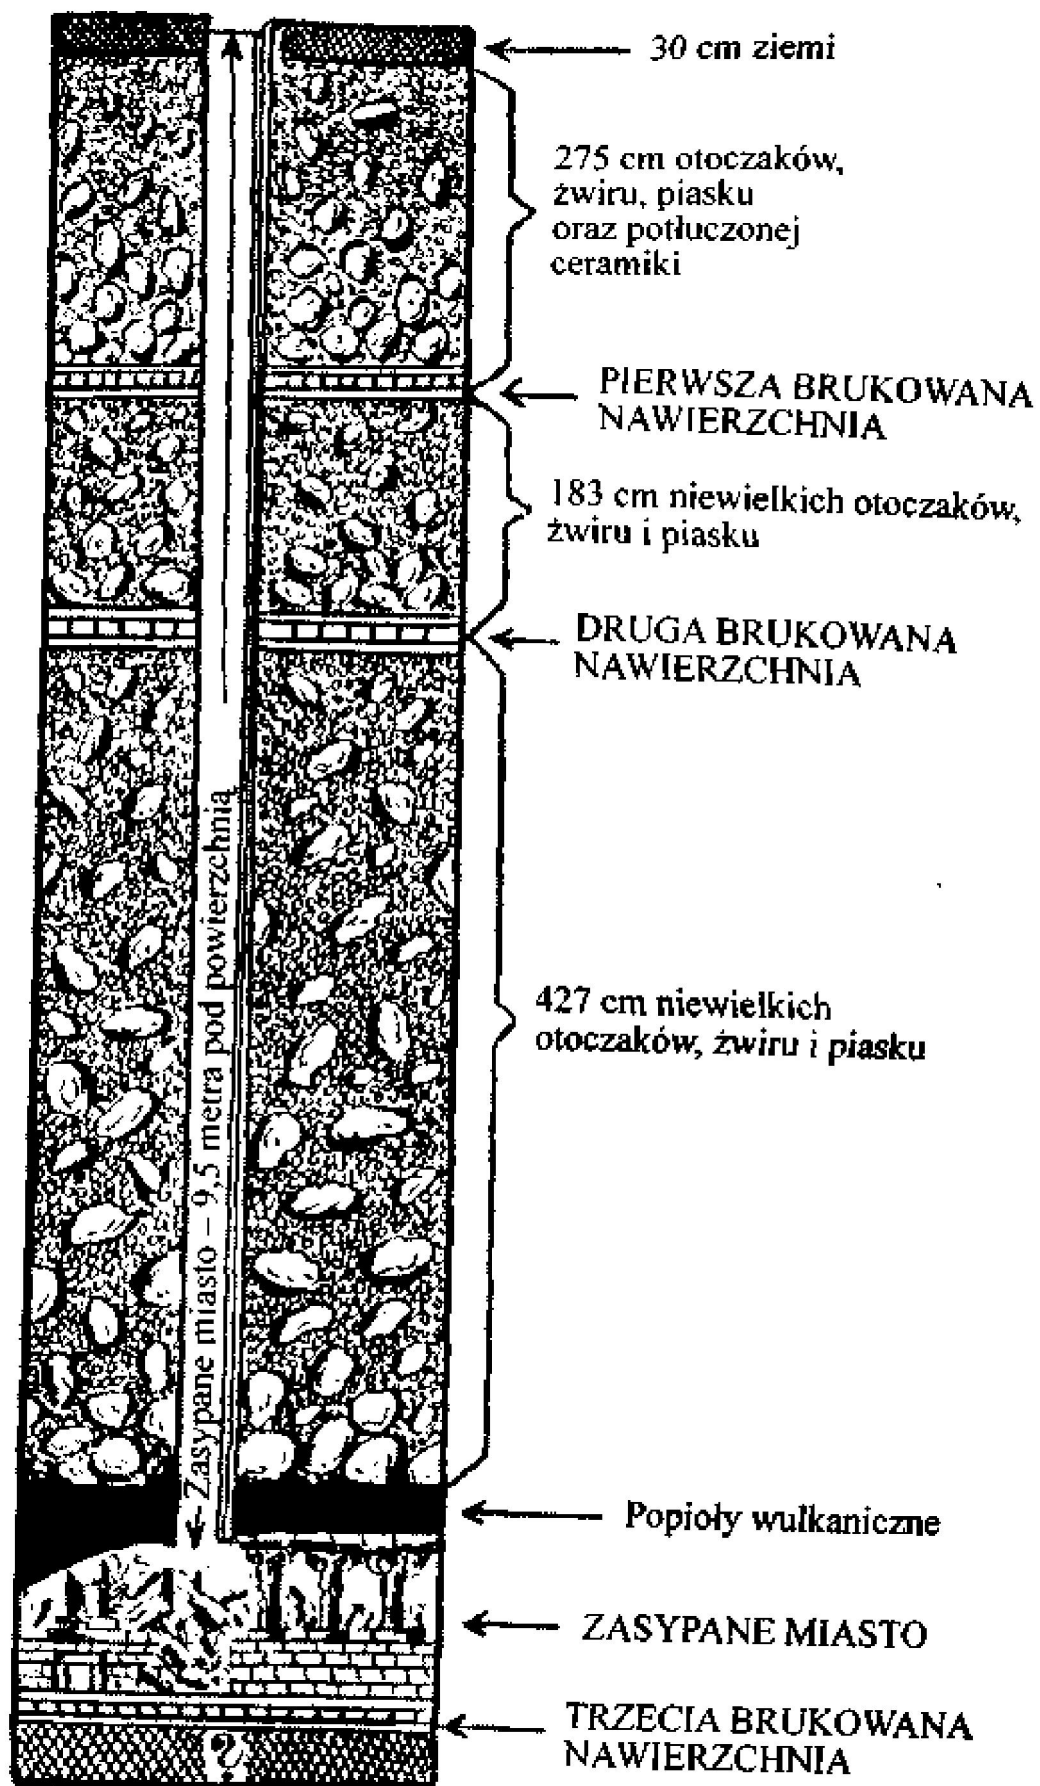 30 cm ziemi
275 cm otoczaków,
żwiru, piasku
oraz potłuczonej
ceramiki
PIERWSZA BRUKOWANA
NAWIERZCHNIA
183 cm niewielkich otoczaków,
żwiru i piasku
DRUGA BRUKOWANA
NAWIERZCHNIA
Zasypane miasto – 9,5 metra pod powierzchnią
427 cm niewielkich
otoczaków, żwiru i piasku
Popioły wulkaniczne
ZASYPANE MIASTO
TRZECIA BRUKOWANA
NAWIERZCHNIA
?